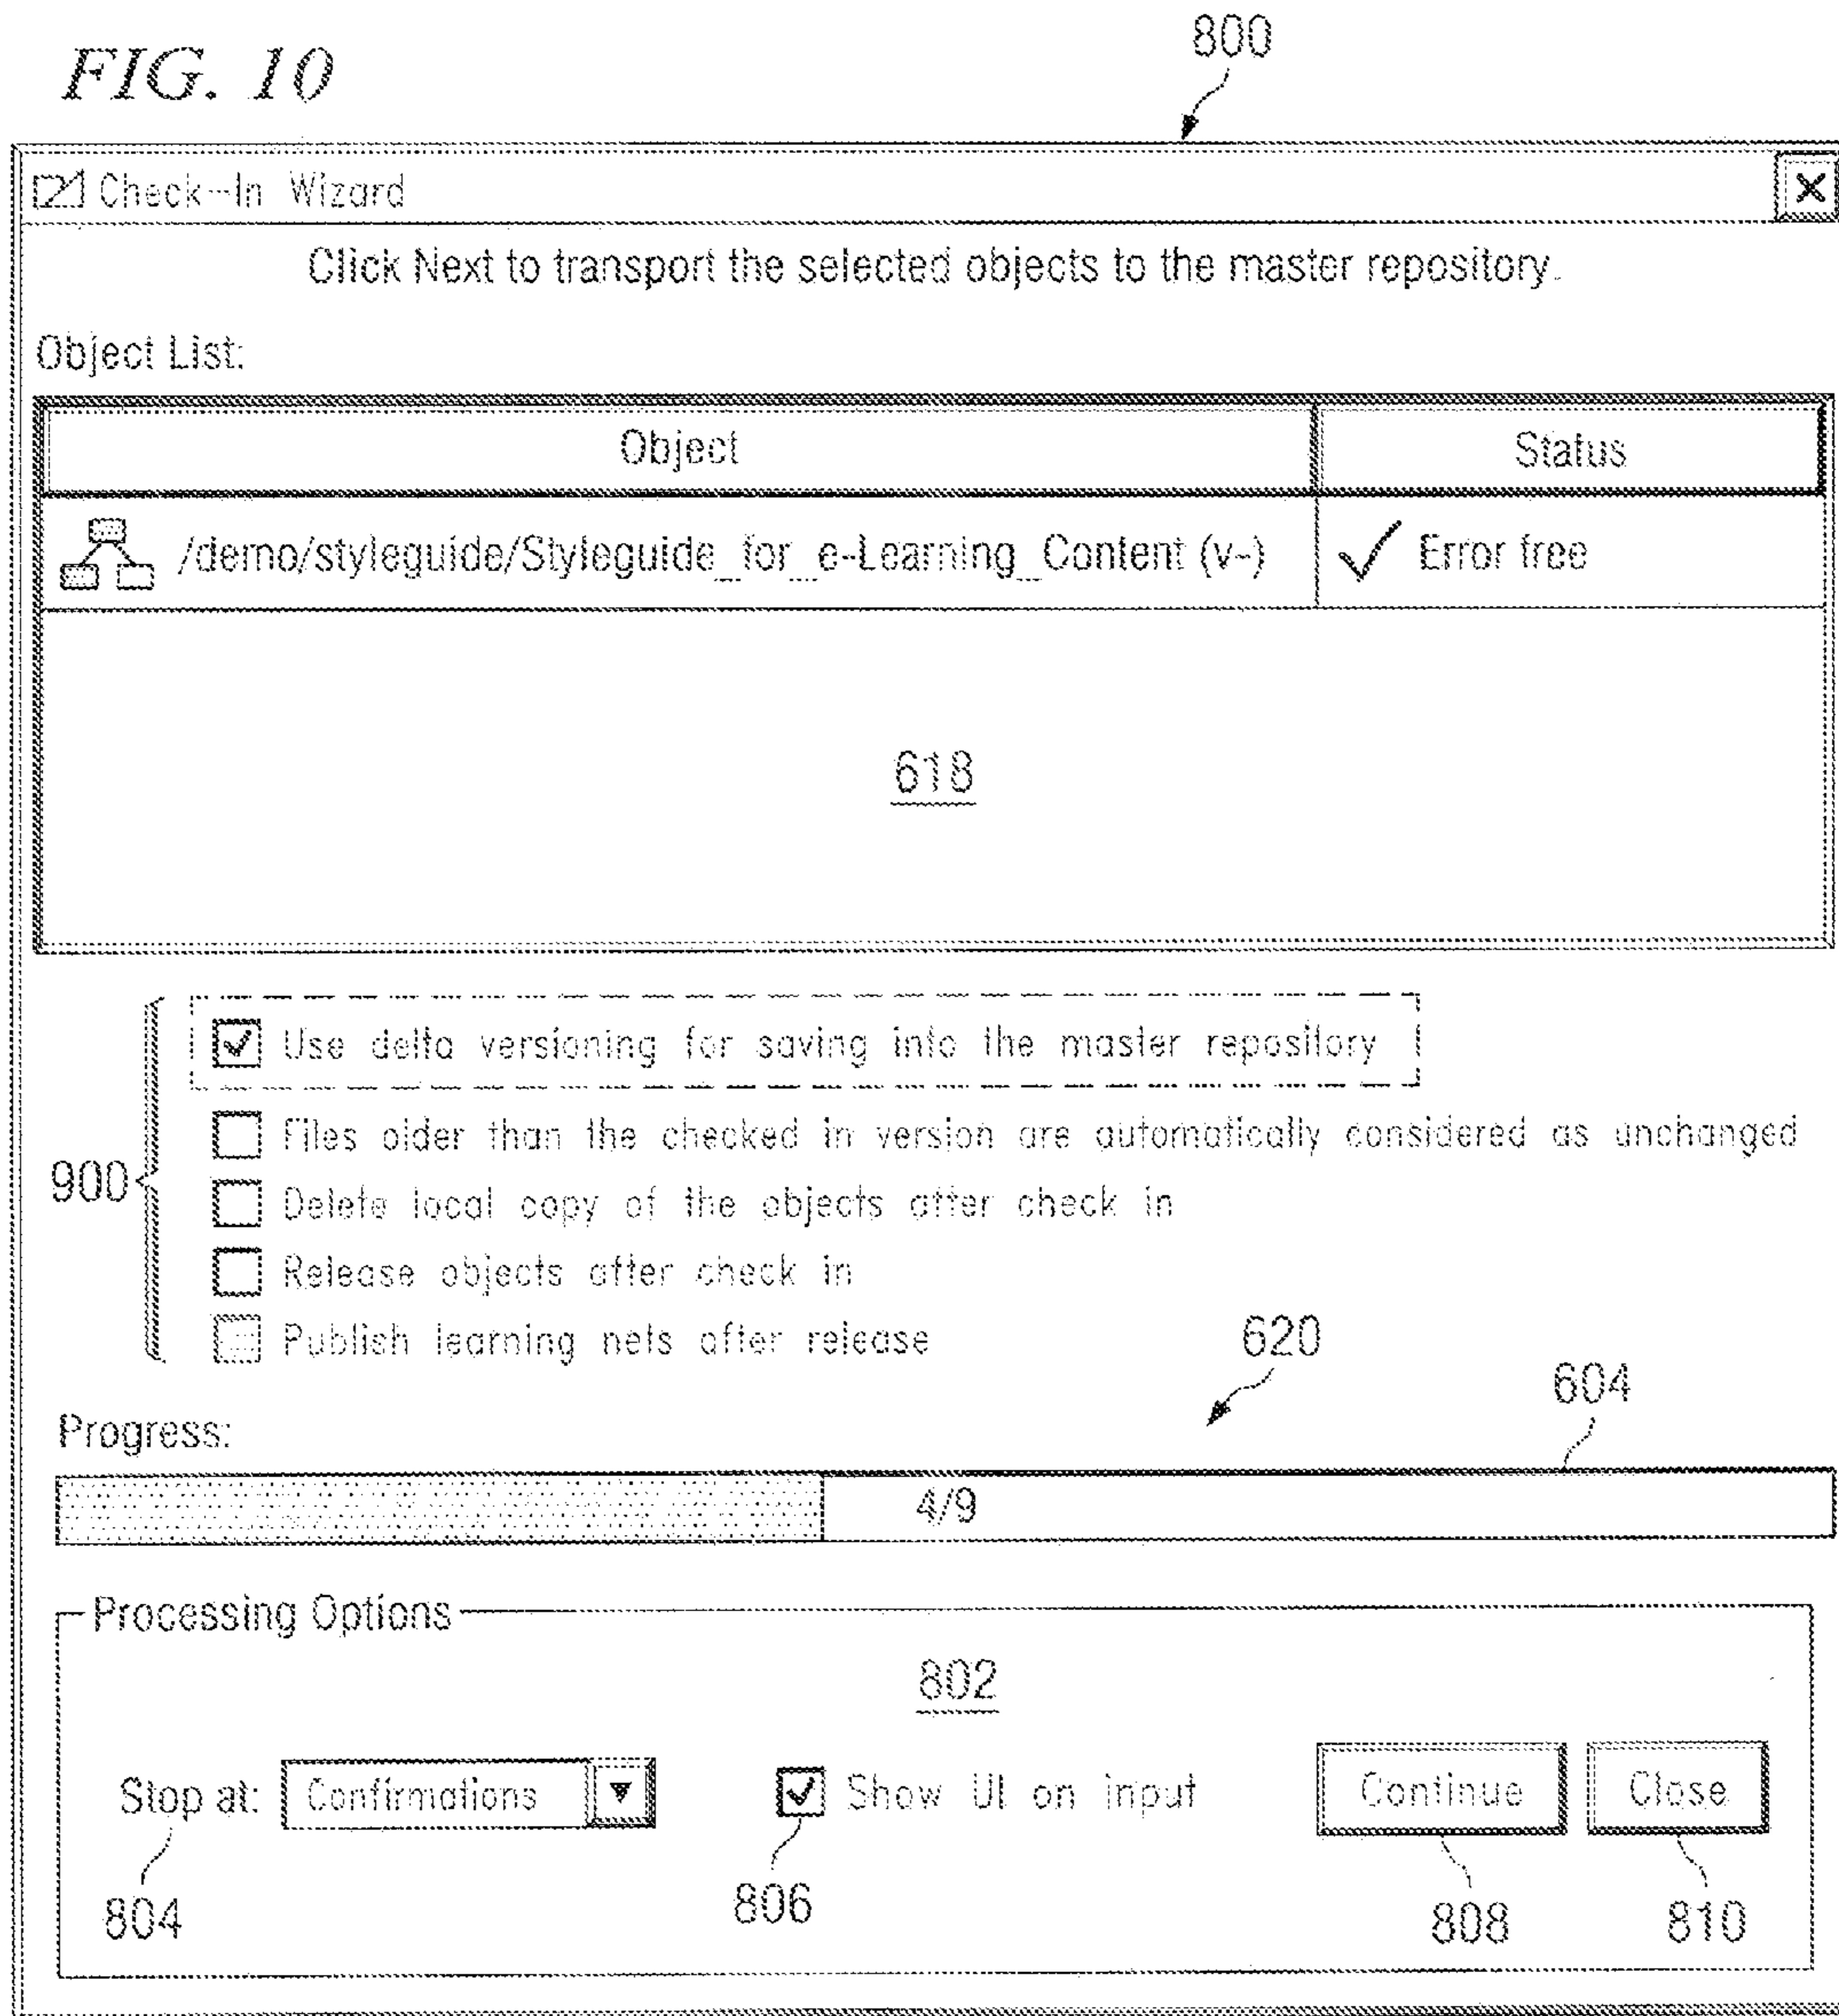 FIG. 10
800
Check-In Wizard
Click Next to transport the selected objects to the master repository.
Object List:
Object Status
/demo/styleguide/Styleguide_for_e-Learning_Content (v-) Error free
618
900
Use delta versioning for saving into the master repository
Files older than the checked in version are automatically considered as unchanged
Delete local copy of the objects after check in
Release objects after check in
Publish learning nets after release
620
604
Progress:
4/9
Processing Options
802
Stop at: Confirmations Show UI on input Continue Close
804 806 808 810